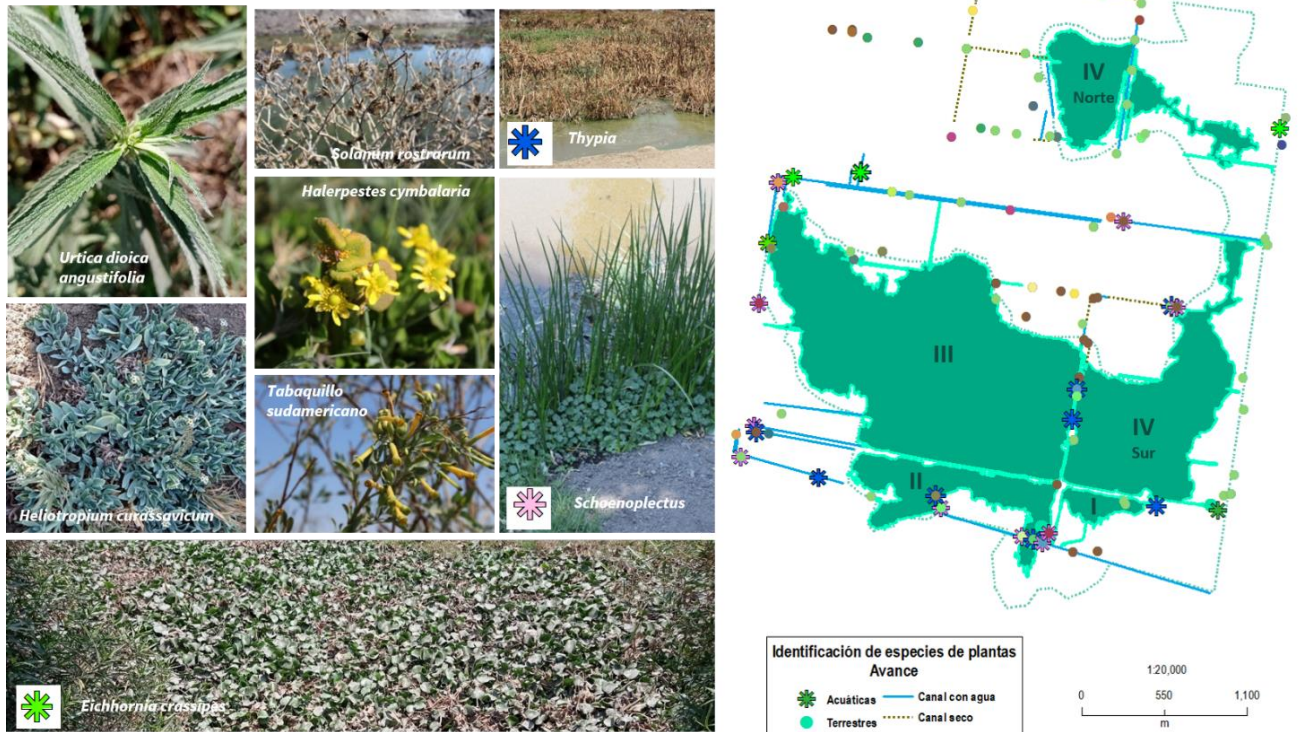 Urtica dioica
angustifolia
Solanum rostrarum
Thypia
Halerpestes cymbalaria
Heliotropium curassavicum
Tabaquillo
sudamericano
Schoenoplectus
Eichhornia crassipes
IV
Norte
III
IV
Sur
II
I
Identificación de especies de plantas
Avance
Acuáticas
Canal con agua
Terrestres
Canal seco
1:20,000
0 550 1,100
m